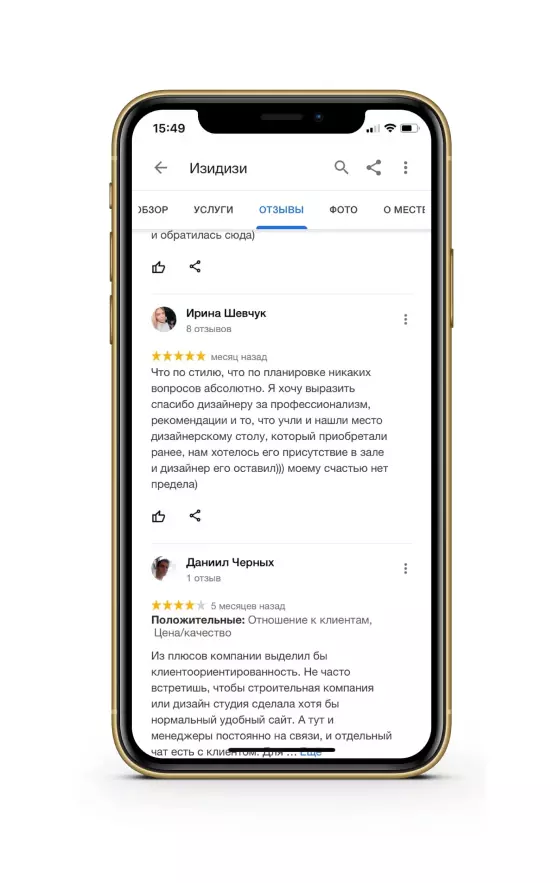 15:49
Изидизи
ОБЗОР УСЛУГИ ОТЗЫВЫ ФОТО О МЕСТЕ
и обратилась сюда)
Ирина Шевчук
8 отзывов
месяц назад
Что по стилю, что по планировке никаких
вопросов абсолютно. Я хочу выразить
спасибо дизайнеру за профессионализм,
рекомендации и то, что учли и нашли место
дизайнерскому столу, который приобретали
ранее, нам хотелось его присутствие в зале
и дизайнер его оставил))) моему счастью нет
предела)
Даниил Черных
1 отзыв
5 месяцев назад
Положительные: Отношение к клиентам,
Цена/качество
Из плюсов компании выделил бы
клиентоориентированность. Не часто
встретишь, чтобы строительная компания
или дизайн студия сделала хотя бы
нормальный удобный сайт. А тут и
менеджеры постоянно на связи, и отдельный
чат есть с клиентом. Для … Ещё